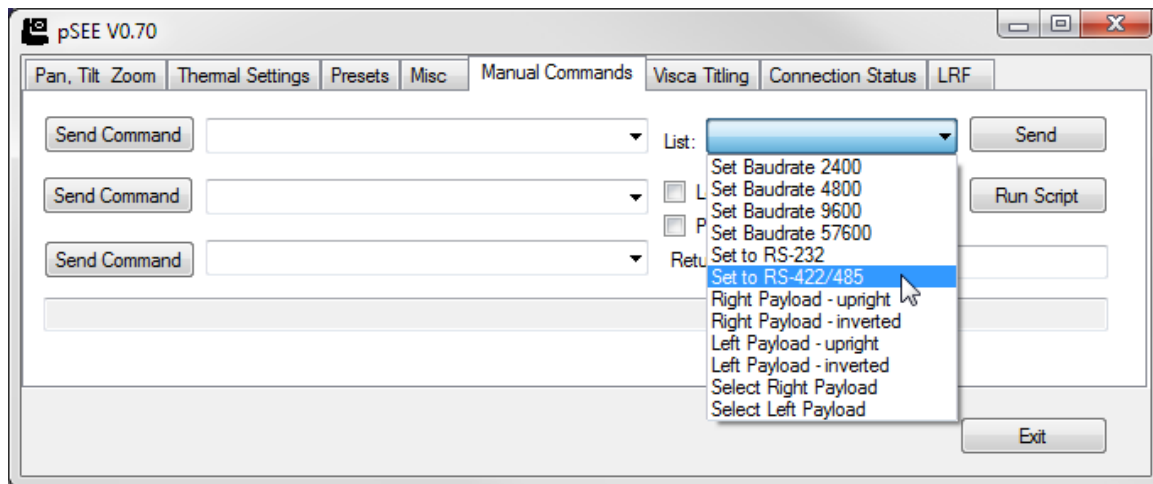 pSEE V0.70
Pan, Tilt Zoom Thermal Settings Presets Misc Manual Commands Visca Titling Connection Status LRF
Send Command List: Send
Set Baudrate 2400
Set Baudrate 4800
Send Command L Run Script
Set Baudrate 9600
P
Set Baudrate 57600
Send Command Retu
Set to RS-232
Set to RS-422/485
Right Payload - upright
Right Payload - inverted
Left Payload - upright
Left Payload - inverted
Select Right Payload
Select Left Payload
Exit